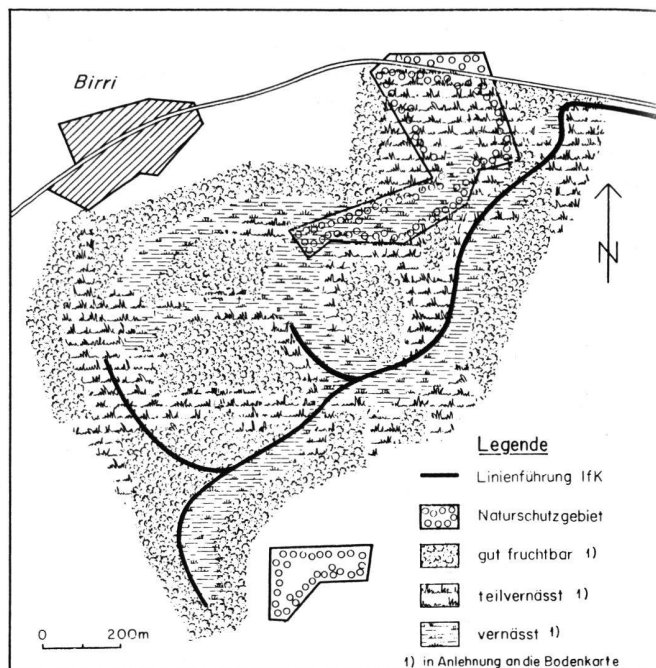 Birri
N
Legende
Linienführung IfK
Naturschutzgebiet
gut fruchtbar 1)
teilvernässt 1)
vernässt 1)
0 200m
1) in Anlehnung an die Bodenkarte